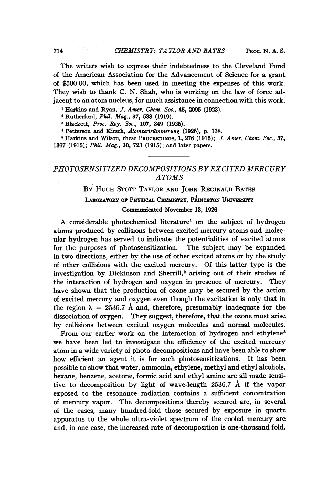 714 CHEMISTRY: TAYLOR AND BATES PROC. N. A. S.
The writers wish to express their indebtedness to the Cleveland Fund
of the American Association for the Advancement of Science for a grant
of $500.00, which has been used in meeting the expenses of this work.
They wish to thank C. N. Shah, who is working on the law of force ad-
jacent to an atom nucleus, for much assistance in connection with this work.
¹ Harkins and Ryan, J. Amer. Chem. Soc., 45, 2095 (1923).
² Rutherford, Phil. Mag., 37, 538 (1919).
³ Blackett, Proc. Roy. Soc., 107, 349 (1925).
⁴ Petterson and Kirsch, Atomzertrümmerung (1926), p. 118.
⁵ Harkins and Wilson, these PROCEEDINGS, 1, 276 (1915); J. Amer. Chem. Soc., 37,
1367 (1915); Phil. Mag., 30, 723 (1915), and later papers.
PHOTOSENSITIZED DECOMPOSITIONS BY EXCITED MERCURY
ATOMS
BY HUGH STOTT TAYLOR AND JOHN REGINALD BATES
LABORATORY OF PHYSICAL CHEMISTRY, PRINCETON UNIVERSITY
Communicated November 13, 1926
A considerable photochemical literature¹ on the subject of hydrogen
atoms produced by collisions between excited mercury atoms and molec-
ular hydrogen has served to indicate the potentialities of excited atoms
for the purposes of photosensitization. The subject may be expanded
in two directions, either by the use of other excited atoms or by the study
of other collisions with the excited mercury. Of this latter type is the
investigation by Dickinson and Sherrill,² arising out of their studies of
the interaction of hydrogen and oxygen in presence of mercury. They
have shown that the production of ozone may be secured by the action
of excited mercury and oxygen even though the excitation is only that in
the region λ = 2536.7 Å and, therefore, presumably inadequate for the
dissociation of oxygen. They suggest, therefore, that the ozone must arise
by collisions between excited oxygen molecules and normal molecules.
From our earlier work on the interaction of hydrogen and ethylene³
we have been led to investigate the efficiency of the excited mercury
atom in a wide variety of photo-decompositions and have been able to show
how efficient an agent it is for such photosensitizations. It has been
possible to show that water, ammonia, ethylene, methyl and ethyl alcohols,
hexane, benzene, acetone, formic acid and ethyl amine are all made sensi-
tive to decomposition by light of wave-length 2536.7 Å if the vapor
exposed to the resonance radiation contains a sufficient concentration
of mercury vapor. The decompositions thereby secured are, in several
of the cases, many hundred-fold those secured by exposure in quartz
apparatus to the whole ultra-violet spectrum of the cooled mercury arc
and, in one case, the increased rate of decomposition is one-thousand fold.